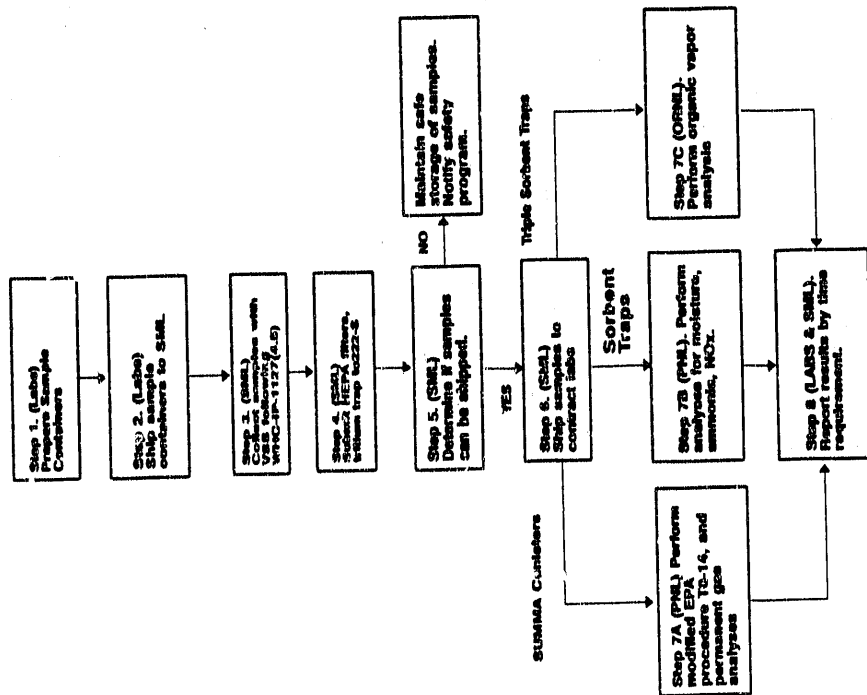 Step 1. (Labs)
Prepare Sample
Containers
Step 2. (Labs)
Ship sample
containers to SML.
Step 3. (SML)
Collect samples with
VSS following
WHC-IP-1127(4.5)
Step 4. (SML)
HEPA filters,
tritium trap to222-S
Step 5. (SML)
Determine if samples
can be shipped.
NO
Maintain safe
storage of samples.
Notify safety
program.
YES
Step 6. (SML)
Ship samples to
contract labs
SUMMA Canisters
Sorbent
Traps
Triple Sorbent Traps
Step 7A (PNL) Perform
modified EPA
procedure TO-14, and
permanent gas
analyses
Step 7B (PNL). Perform
analyses for moisture,
ammonic, NOx.
Step 7C (ORNL).
Perform organic vapor
analysis
Step 8 (LABS & SML).
Report results by time
requirement.